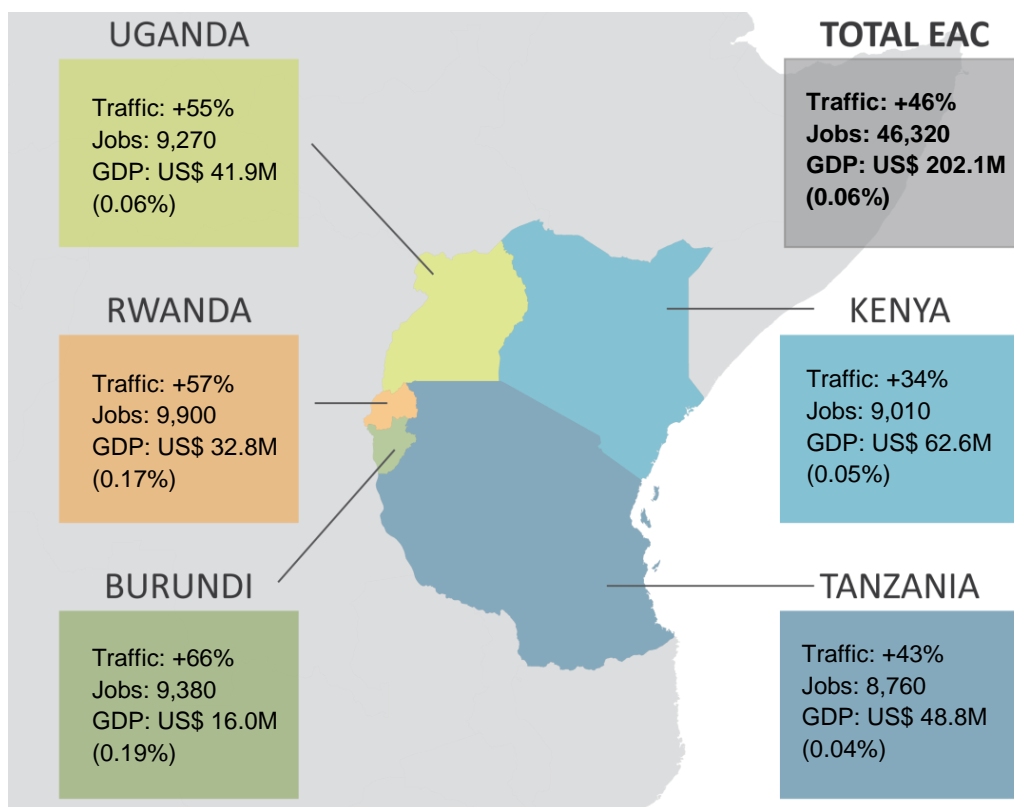 UGANDA
Traffic: +55%
Jobs: 9,270
GDP: US$ 41.9M
(0.06%)
TOTAL EAC
Traffic: +46%
Jobs: 46,320
GDP: US$ 202.1M
(0.06%)
RWANDA
Traffic: +57%
Jobs: 9,900
GDP: US$ 32.8M
(0.17%)
KENYA
Traffic: +34%
Jobs: 9,010
GDP: US$ 62.6M
(0.05%)
BURUNDI
Traffic: +66%
Jobs: 9,380
GDP: US$ 16.0M
(0.19%)
TANZANIA
Traffic: +43%
Jobs: 8,760
GDP: US$ 48.8M
(0.04%)